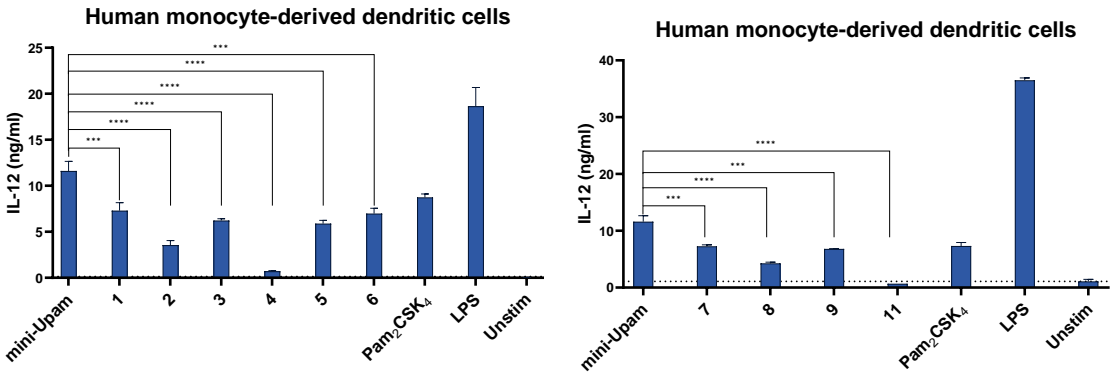 Human monocyte-derived dendritic cells
IL-12 (ng/ml)
25
20
15
10
5
0
***
****
****
****
****
***
mini-Upam
1
2
3
4
5
6
Pam₂CSK₄
LPS
Unstim
Human monocyte-derived dendritic cells
IL-12 (ng/ml)
40
30
20
10
0
****
***
****
***
mini-Upam
7
8
9
11
Pam₂CSK₄
LPS
Unstim